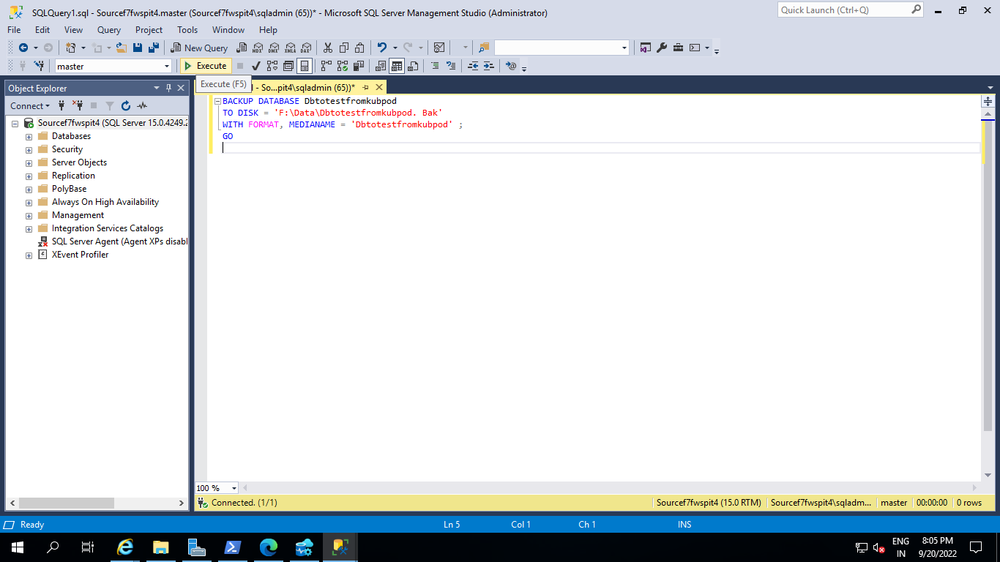 SQLQuery1.sql - Sourcef7fwspit4.master (Sourcef7fwspit4\sqladmin (65))* - Microsoft SQL Server Management Studio (Administrator)
Quick Launch (Ctrl+Q)
File Edit View Query Project Tools Window Help
New Query MDX DMX XMLA DAX
master Execute
Execute (F5)
Object Explorer
l - So...pit4\sqladmin (65))*
Connect
Sourcef7fwspit4 (SQL Server 15.0.4249.2
Databases
Security
Server Objects
Replication
PolyBase
Always On High Availability
Management
Integration Services Catalogs
SQL Server Agent (Agent XPs disabl
XEvent Profiler
BACKUP DATABASE Dbtotestfromkubpod
TO DISK = 'F:\Data\Dbtotestfromkubpod. Bak'
WITH FORMAT, MEDIANAME = 'Dbtotestfromkubpod' ;
GO
100 %
Connected. (1/1)
Sourcef7fwspit4 (15.0 RTM) Sourcef7fwspit4\sqladm... master 00:00:00 0 rows
Ready Ln 5 Col 1 Ch 1 INS
ENG
IN
8:05 PM
9/20/2022